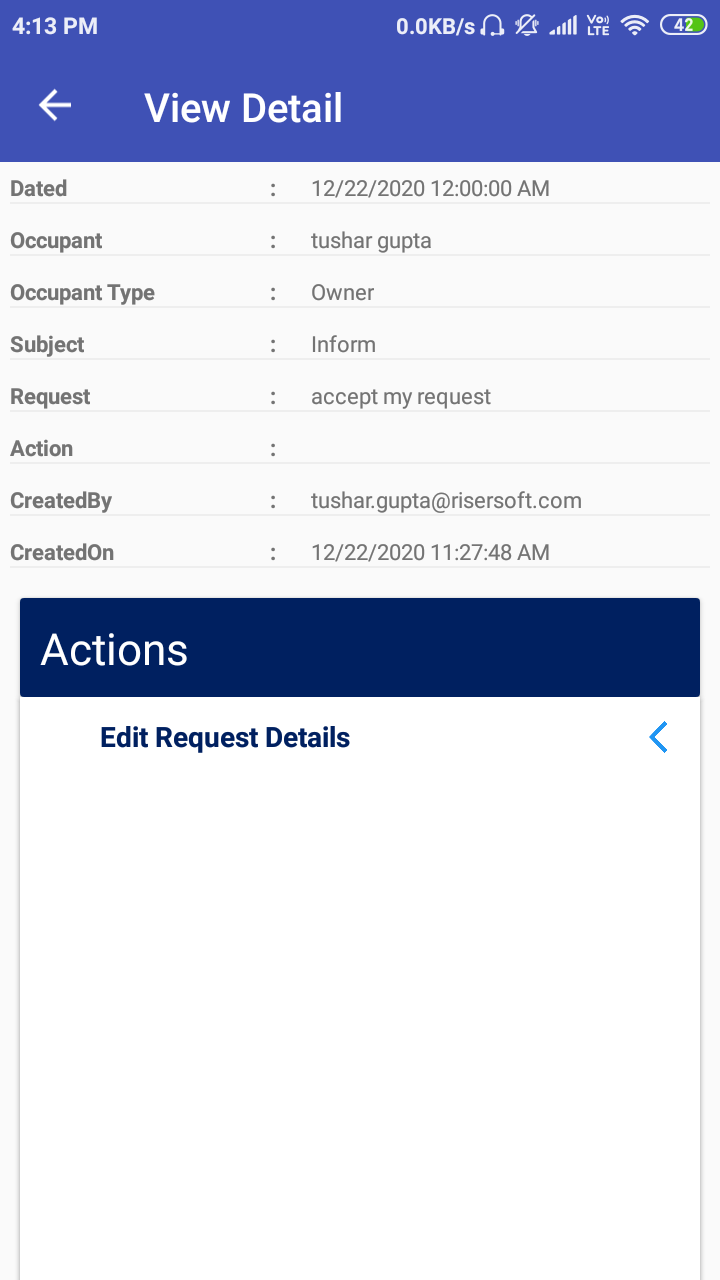 4:13 PM 0.0KB/s Vo) LTE 42
View Detail
Dated : 12/22/2020 12:00:00 AM
Occupant : tushar gupta
Occupant Type : Owner
Subject : Inform
Request : accept my request
Action :
CreatedBy : tushar.gupta@risersoft.com
CreatedOn : 12/22/2020 11:27:48 AM
Actions
Edit Request Details